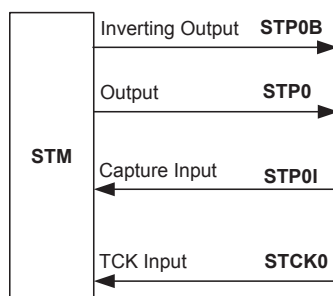 Inverting Output STP0B
Output STP0
STM
Capture Input STP0I
TCK Input STCK0